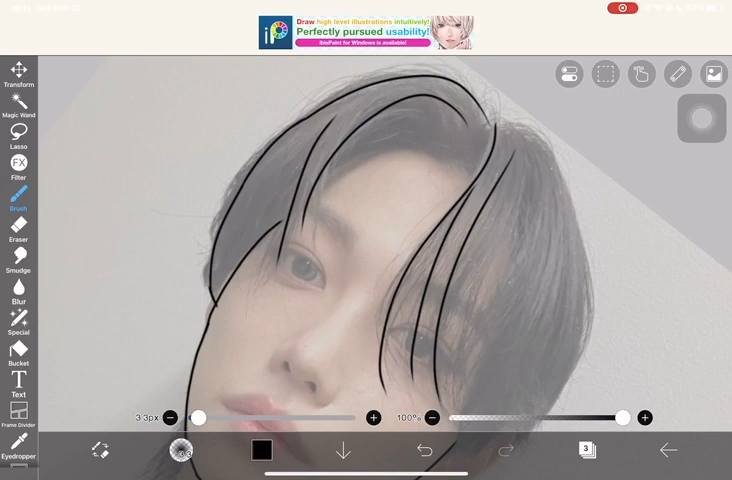 iP
Draw high level illustrations intuitively!
Perfectly pursued usability!
ibisPaint for Windows is available!
Transform
Magic Wand
Lasso
FX
Filter
Brush
Eraser
Smudge
Blur
Special
Bucket
T
Text
Frame Divider
Eyedropper
3.3px
100%
3